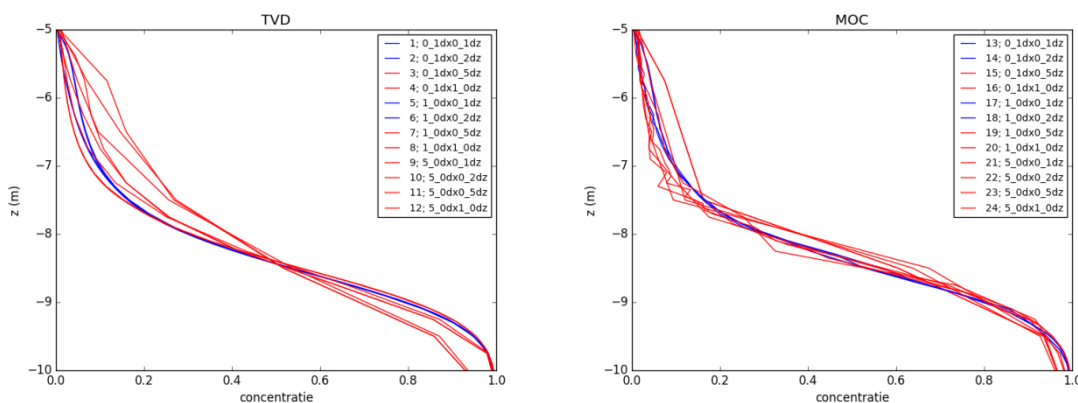 TVD
−5
−6
−7
−8
−9
−10
z (m)
0.0 0.2 0.4 0.6 0.8 1.0
concentratie
1; 0_1dx0_1dz
2; 0_1dx0_2dz
3; 0_1dx0_5dz
4; 0_1dx1_0dz
5; 1_0dx0_1dz
6; 1_0dx0_2dz
7; 1_0dx0_5dz
8; 1_0dx1_0dz
9; 5_0dx0_1dz
10; 5_0dx0_2dz
11; 5_0dx0_5dz
12; 5_0dx1_0dz
MOC
−5
−6
−7
−8
−9
−10
z (m)
0.0 0.2 0.4 0.6 0.8 1.0
concentratie
13; 0_1dx0_1dz
14; 0_1dx0_2dz
15; 0_1dx0_5dz
16; 0_1dx1_0dz
17; 1_0dx0_1dz
18; 1_0dx0_2dz
19; 1_0dx0_5dz
20; 1_0dx1_0dz
21; 5_0dx0_1dz
22; 5_0dx0_2dz
23; 5_0dx0_5dz
24; 5_0dx1_0dz